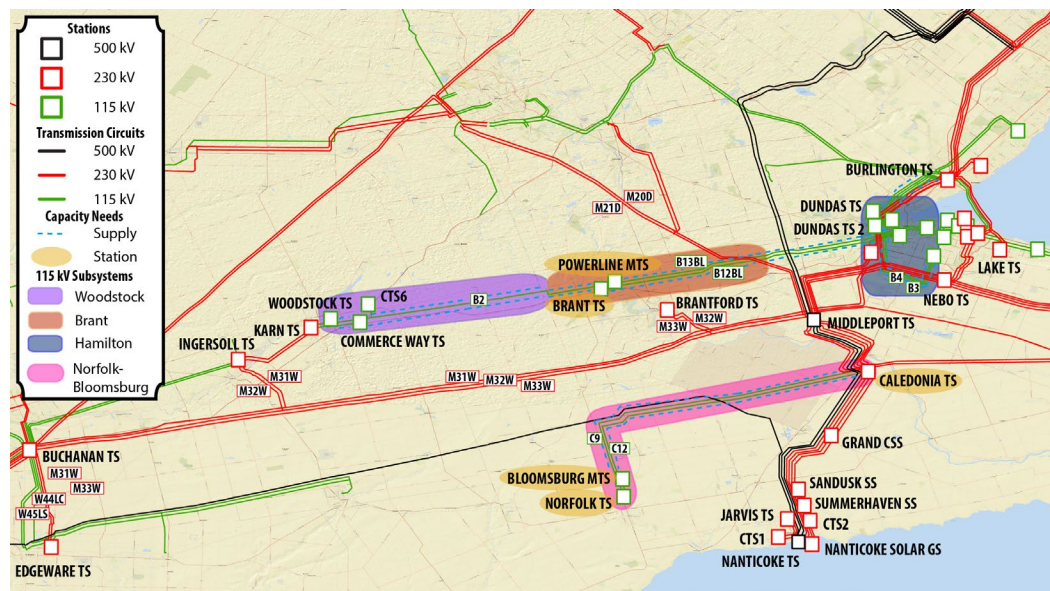 Stations
500 kV
230 kV
115 kV
Transmission Circuits
500 kV
230 kV
115 kV
Capacity Needs
Supply
Station
115 kV Subsystems
Woodstock
Brant
Hamilton
Norfolk-
Bloomsburg
BURLINGTON TS
M20D
M21D
DUNDAS TS
DUNDAS TS 2
LAKE TS
POWERLINE MTS
B13BL
B12BL
B4
B3
NEBO TS
BRANT TS
CTS6
B2
WOODSTOCK TS
KARN TS
COMMERCE WAY TS
BRANTFORD TS
M32W
M33W
MIDDLEPORT TS
INGERSOLL TS
M31W
M32W
M31W
M32W
M33W
CALEDONIA TS
C9
C12
GRAND CSS
BUCHANAN TS
M31W
M33W
W44LC
W45LS
BLOOMSBURG MTS
NORFOLK TS
SANDUSK SS
SUMMERHAVEN SS
JARVIS TS
CTS2
CTS1
NANTICOKE SOLAR GS
NANTICOKE TS
EDGEWARE TS